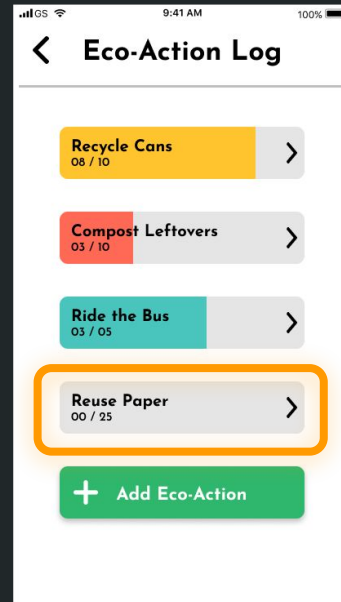 GS 9:41 AM 100%
Eco-Action Log
Recycle Cans
08 / 10
Compost Leftovers
03 / 10
Ride the Bus
03 / 05
Reuse Paper
00 / 25
Add Eco-Action